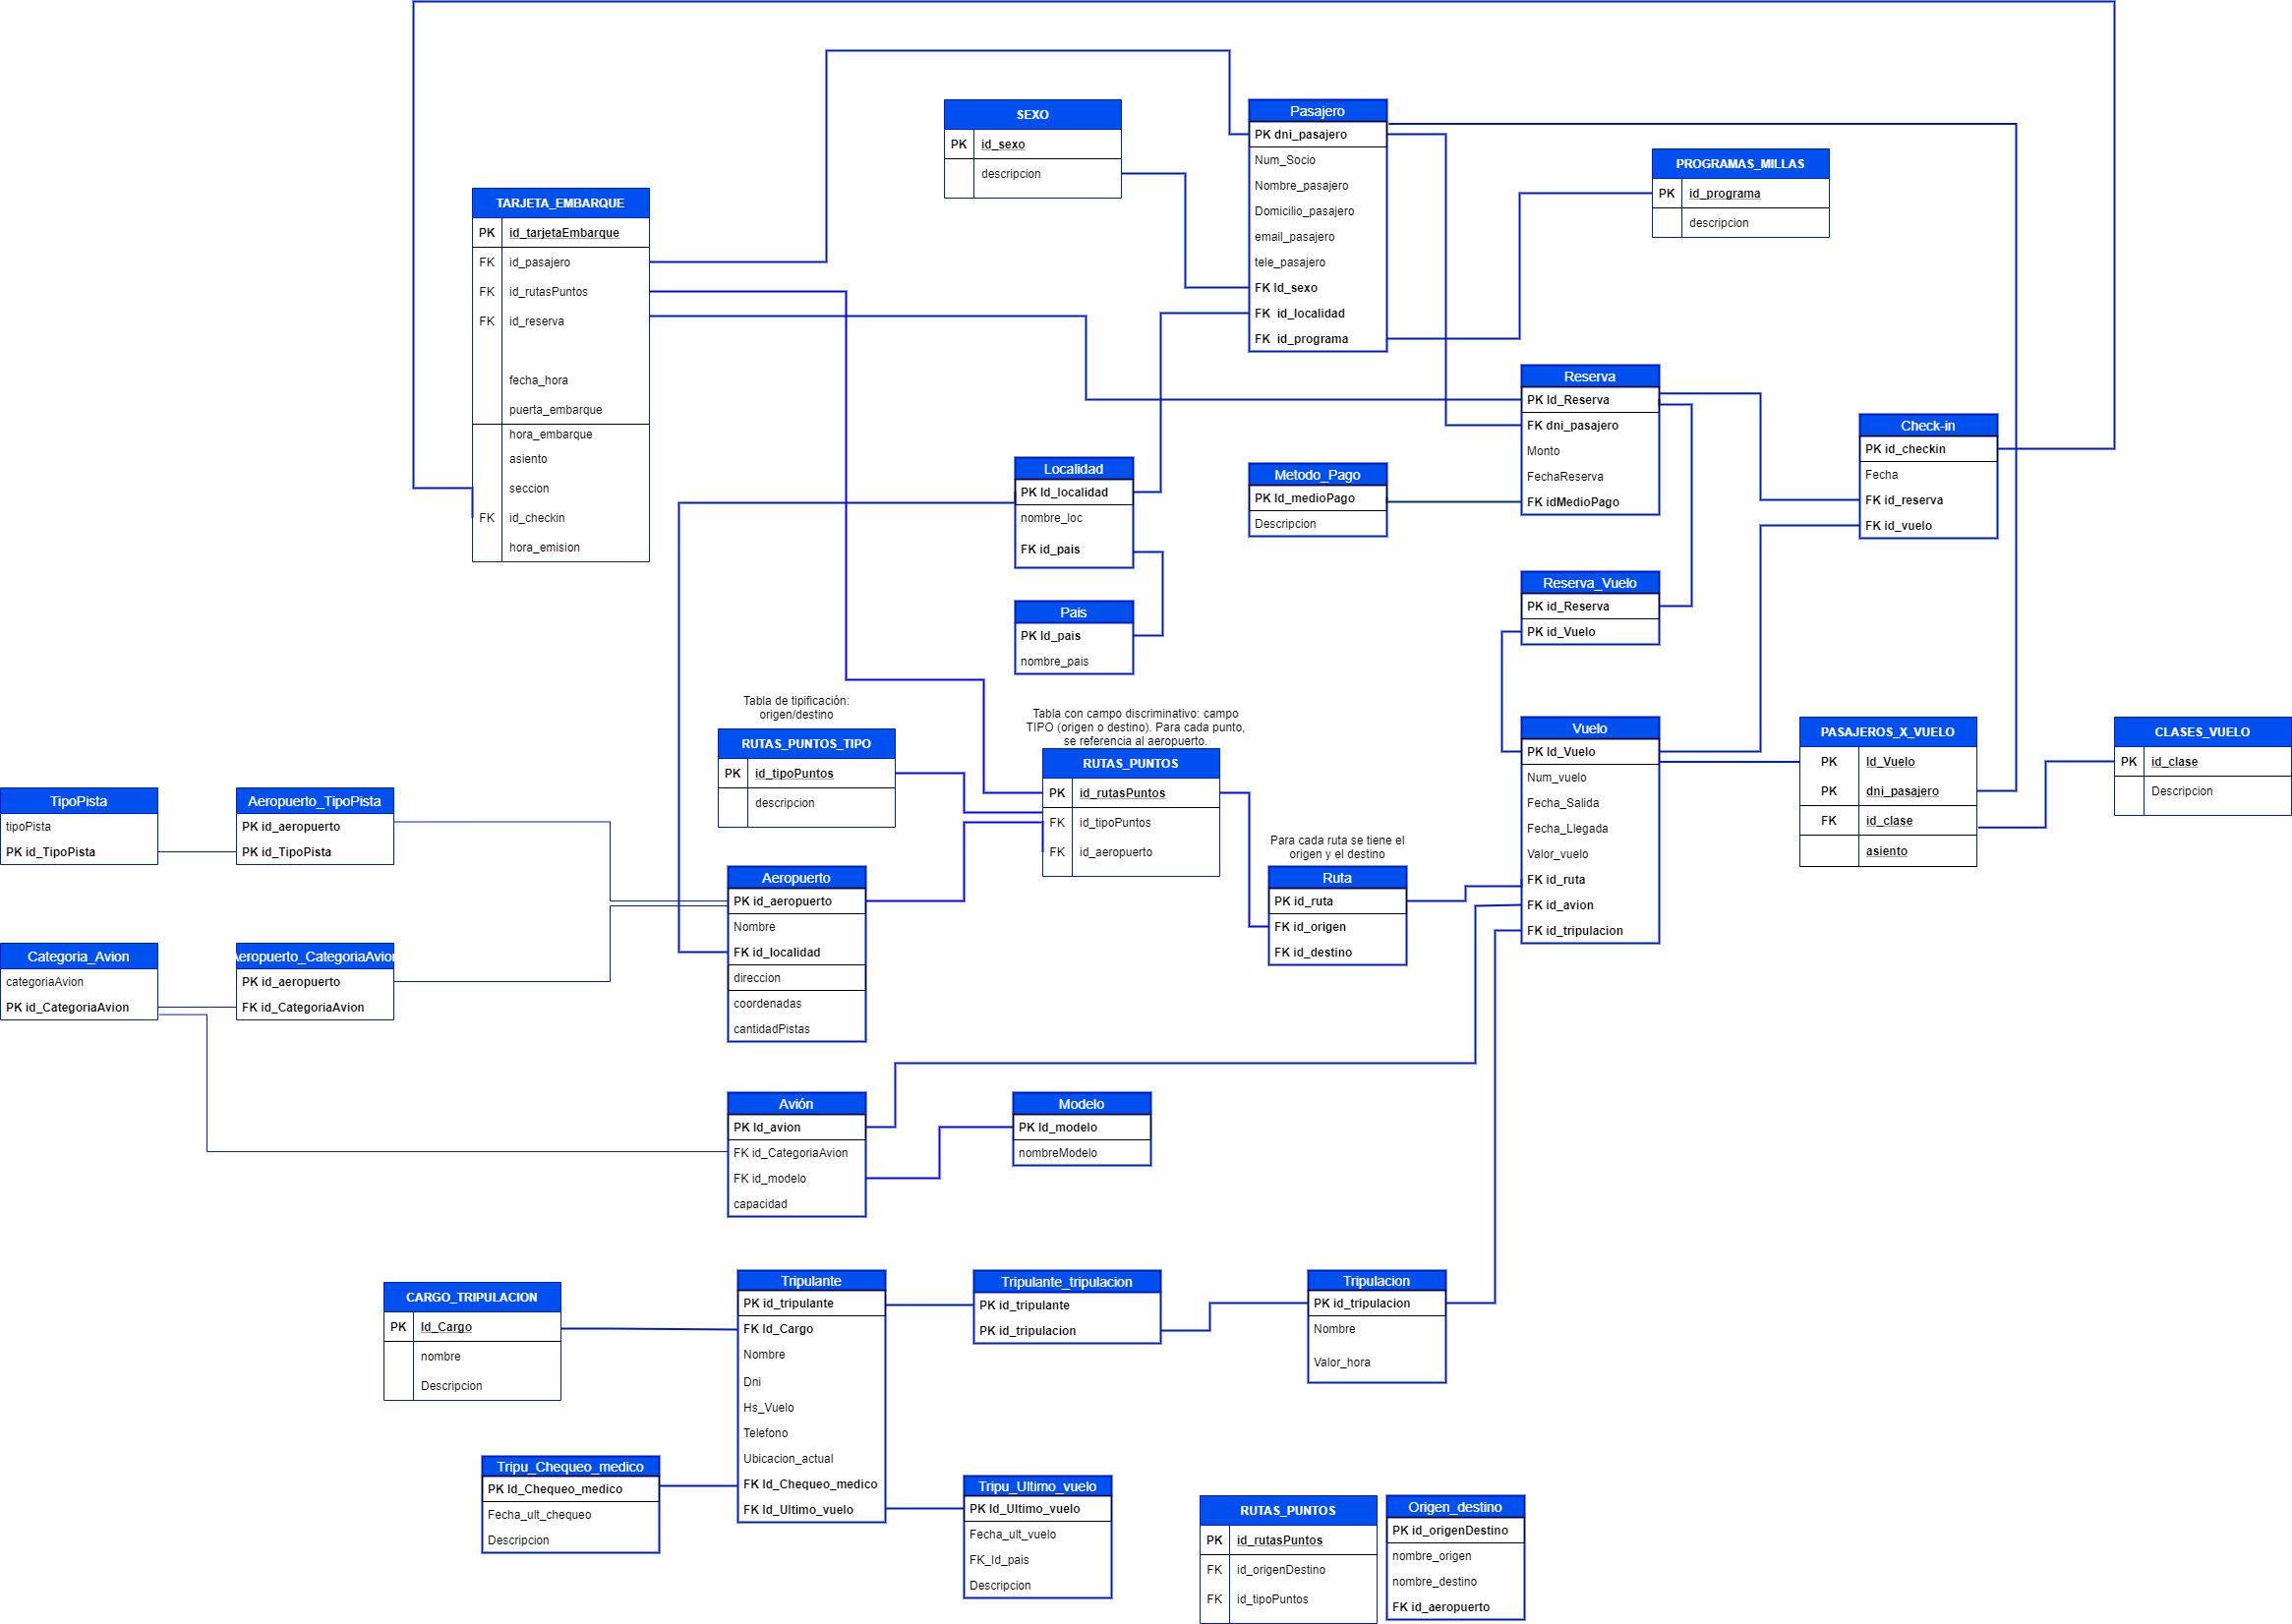 SEXO
PK id_sexo
descripcion
Pasajero
PK dni_pasajero
Num_Socio
Nombre_pasajero
Domicilio_pasajero
email_pasajero
tele_pasajero
FK Id_sexo
FK id_localidad
FK id_programa
PROGRAMAS_MILLAS
PK id_programa
descripcion
TARJETA_EMBARQUE
PK id_tarjetaEmbarque
FK id_pasajero
FK id_rutasPuntos
FK id_reserva
fecha_hora
puerta_embarque
hora_embarque
asiento
seccion
FK id_checkin
hora_emision
Reserva
PK Id_Reserva
FK dni_pasajero
Monto
FechaReserva
FK idMedioPago
Check-in
PK id_checkin
Fecha
FK id_reserva
FK id_vuelo
Localidad
PK Id_localidad
nombre_loc
FK id_pais
Metodo_Pago
PK Id_medioPago
Descripcion
Pais
PK Id_pais
nombre_pais
Reserva_Vuelo
PK id_Reserva
PK id_Vuelo
Tabla de tipificación:
origen/destino
RUTAS_PUNTOS_TIPO
PK id_tipoPuntos
descripcion
Tabla con campo discriminativo: campo
TIPO (origen o destino). Para cada punto,
se referencia al aeropuerto.
RUTAS_PUNTOS
PK id_rutasPuntos
FK id_tipoPuntos
FK id_aeropuerto
Vuelo
PK Id_Vuelo
Num_vuelo
Fecha_Salida
Fecha_Llegada
Valor_vuelo
FK id_ruta
FK id_avion
FK id_tripulacion
PASAJEROS_X_VUELO
PK Id_Vuelo
PK dni_pasajero
FK id_clase
asiento
CLASES_VUELO
PK id_clase
Descripcion
TipoPista
tipoPista
PK id_TipoPista
Aeropuerto_TipoPista
PK id_aeropuerto
PK id_TipoPista
Para cada ruta se tiene el
origen y el destino
Ruta
PK id_ruta
FK id_origen
FK id_destino
Aeropuerto
PK id_aeropuerto
Nombre
FK id_localidad
direccion
coordenadas
cantidadPistas
Categoria_Avion
categoriaAvion
PK id_CategoriaAvion
Aeropuerto_CategoriaAvion
PK id_aeropuerto
FK id_CategoriaAvion
Avión
PK Id_avion
FK id_CategoriaAvion
FK id_modelo
capacidad
Modelo
PK Id_modelo
nombreModelo
CARGO_TRIPULACION
PK Id_Cargo
nombre
Descripcion
Tripulante
PK id_tripulante
FK Id_Cargo
Nombre
Dni
Hs_Vuelo
Telefono
Ubicacion_actual
FK Id_Chequeo_medico
FK Id_Ultimo_vuelo
Tripulante_tripulacion
PK id_tripulante
PK id_tripulacion
Tripulacion
PK id_tripulacion
Nombre
Valor_hora
Tripu_Chequeo_medico
PK Id_Chequeo_medico
Fecha_ult_chequeo
Descripcion
Tripu_Ultimo_vuelo
PK Id_Ultimo_vuelo
Fecha_ult_vuelo
FK_Id_pais
Descripcion
RUTAS_PUNTOS
PK id_rutasPuntos
FK id_origenDestino
FK id_tipoPuntos
Origen_destino
PK id_origenDestino
nombre_origen
nombre_destino
FK id_aeropuerto